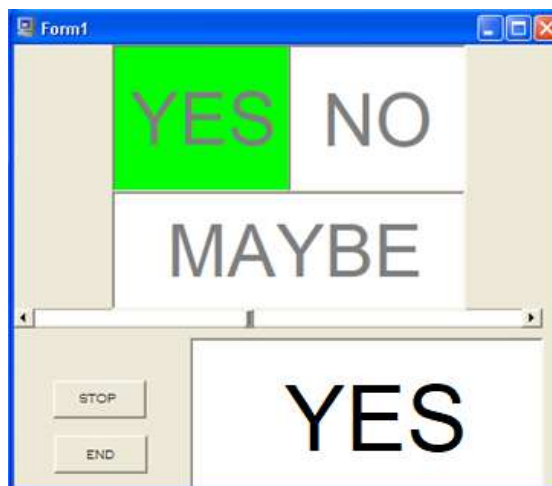 Form1
YES NO
MAYBE
STOP
YES
END